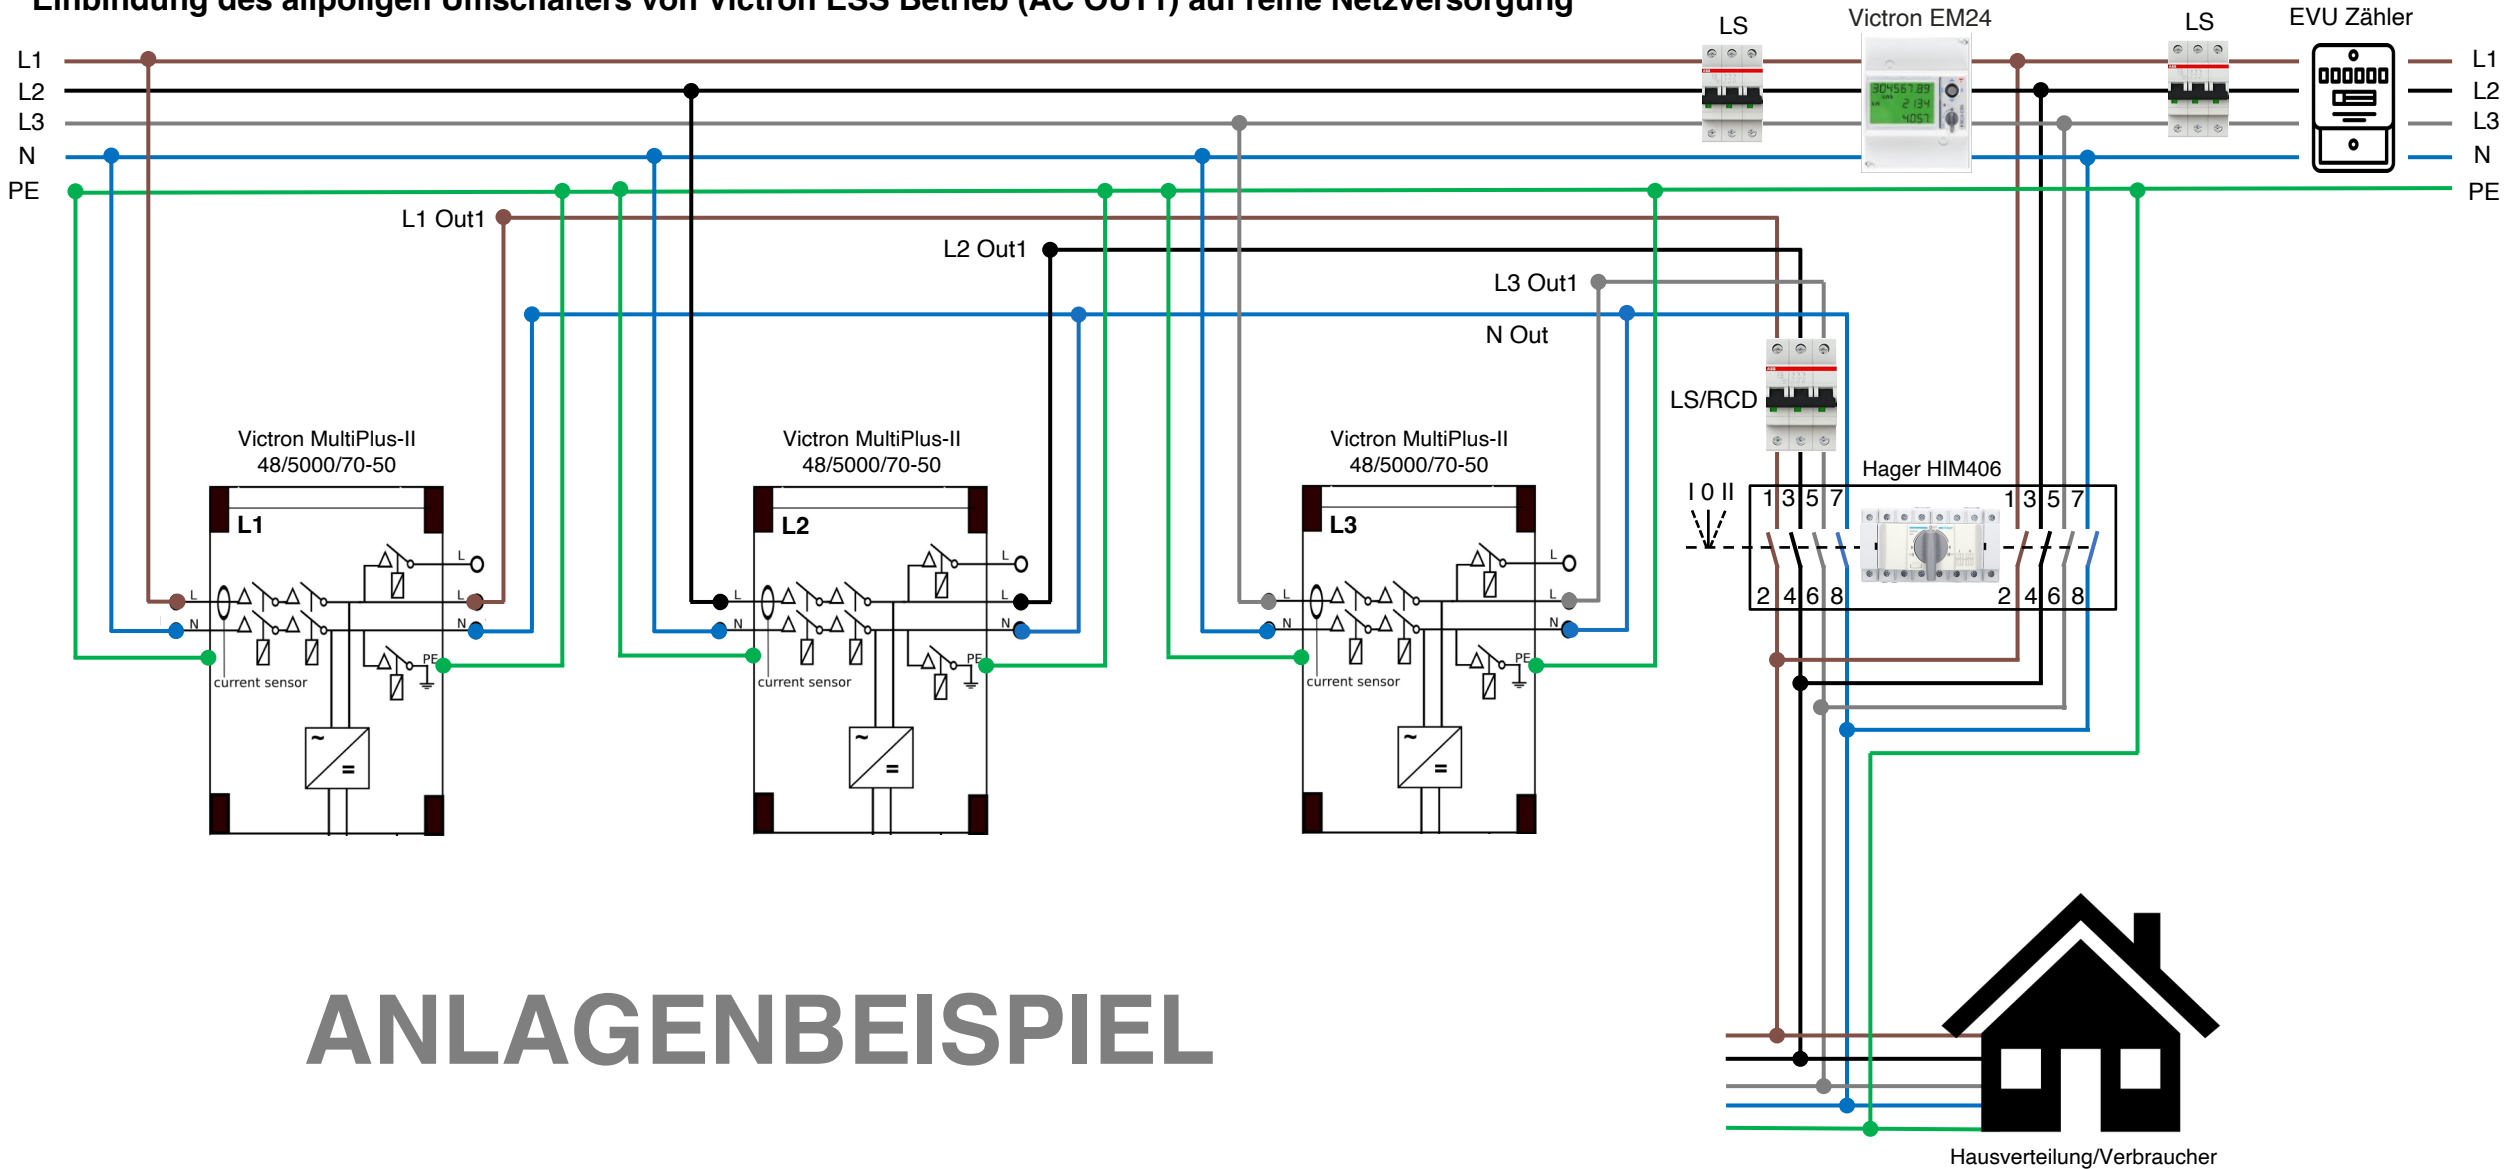 Einbindung des allpoligen Umschalters von Victron ESS Betrieb (AC OUT1) auf reine Netzversorgung
LS
Victron EM24
LS
EVU Zähler
L1
L2
L3
N
PE
L1
L2
L3
N
PE
L1 Out1
L2 Out1
L3 Out1
N Out
LS/RCD
Victron MultiPlus-II
48/5000/70-50
Victron MultiPlus-II
48/5000/70-50
Victron MultiPlus-II
48/5000/70-50
Hager HIM406
I 0 II
1 3 5 7
1 3 5 7
2 4 6 8
2 4 6 8
L1
L
L
L
N
N
PE
current sensor
~
=
L2
L
L
L
N
N
PE
current sensor
~
=
L3
L
L
L
N
N
PE
current sensor
~
=
ANLAGENBEISPIEL
Hausverteilung/Verbraucher